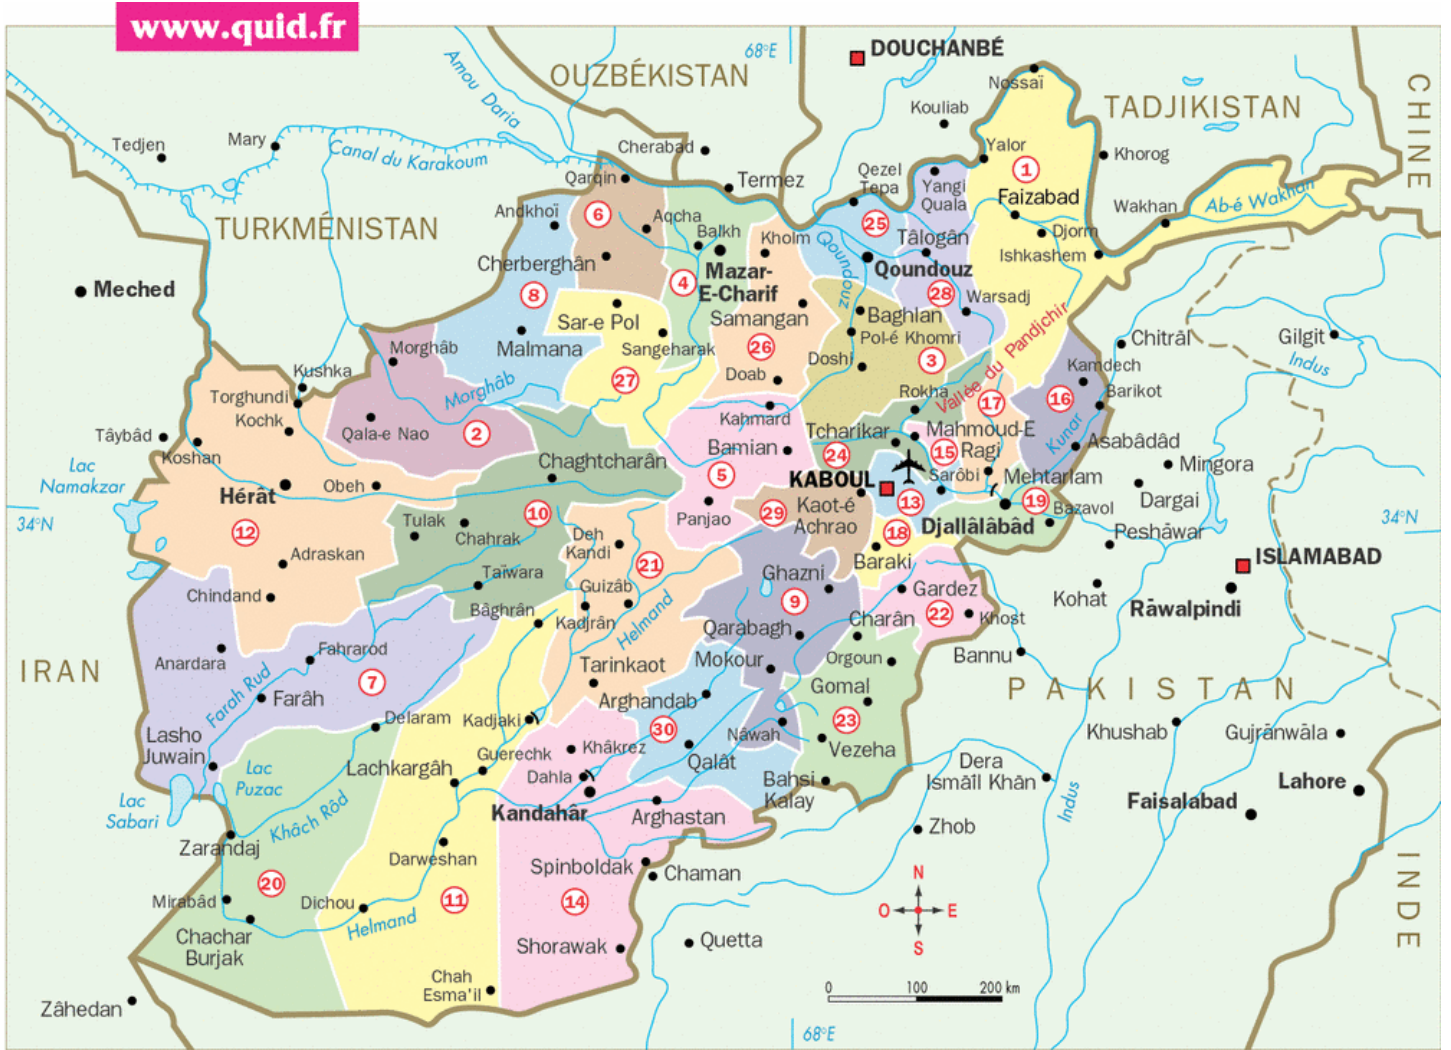 www.quid.fr
68°E
DOUCHANBÉ
OUZBÉKISTAN
Nossaï
TADJIKISTAN
CHINE
Amou Daria
Kouliab
Tedjen
Mary
Canal du Karakoum
Cherabad
Yalor
Khorog
1
Qarqin
Termez
Qezel
Tepa
Yangi
Quala
Faizabad
Ab-é Wakhan
Andkhoï
6
Aqcha
Balkh
25
Wakhan
TURKMÉNISTAN
Kholm
Qounduz
Tâlogân
Djorm
Cherberghân
Mazar-
E-Charif
4
Qoundouz
Ishkashem
Meched
8
28
Warsadj
Sar-e Pol
Samangan
Baghlan
Pol-é Khomri
Vallée du Pandjchir
Chitrâl
Gilgit
Malmana
Sangeharak
26
Doshi
3
Indus
Morghâb
Kushka
27
Doab
Kamdech
Torghundi
Morghâb
Rokha
17
16
Barikot
Kochk
Kahmard
Tâybâd
Qala-e Nao
2
Bamian
Tcharikar
Mahmoud-E
Ragi
Kunar
Asabâdâd
Koshan
Chaghtcharân
24
15
Mingora
Lac
Namakzar
Hérât
Obeh
5
KABOUL
Sarôbi
Mehtarlam
Dargai
34°N
12
Tulak
10
Panjao
29
Kaot-é
Achrao
13
19
Bazavol
34°N
Chahrak
Deh
Kandi
18
Djallâlâbâd
Peshâwar
Adraskan
21
Baraki
ISLAMABAD
Taïwara
Guizâb
Ghazni
Gardez
Chindand
Bâghrân
Kadjrân
Helmand
9
22
Kohat
Râwalpindi
Qarabagh
Charân
Khost
IRAN
Anardara
Fahrarod
Tarinkaot
Mokour
Orgoun
Bannu
Farah Rud
Farâh
7
Arghandab
Gomal
PAKISTAN
Lasho
Juwain
Delaram
Kadjaki
30
Nâwah
23
Khushab
Gujrânwâla
Guerechk
Khâkrez
Vezeha
Lac
Puzac
Lachkargâh
Dahla
Qalât
Bahsi
Kalay
Dera
Ismâïl Khân
Lahore
Lac
Sabari
Khâch Rôd
Kandahâr
Arghastan
Indus
Faisalabad
Zarandaj
Zhob
Darweshan
Spinboldak
Chaman
20
INDE
Mirabâd
Dichou
11
14
N
O
E
S
Chachar
Burjak
Helmand
Shorawak
Quetta
Chah
Esma'il
0
100
200 km
Zâhedan
68°E